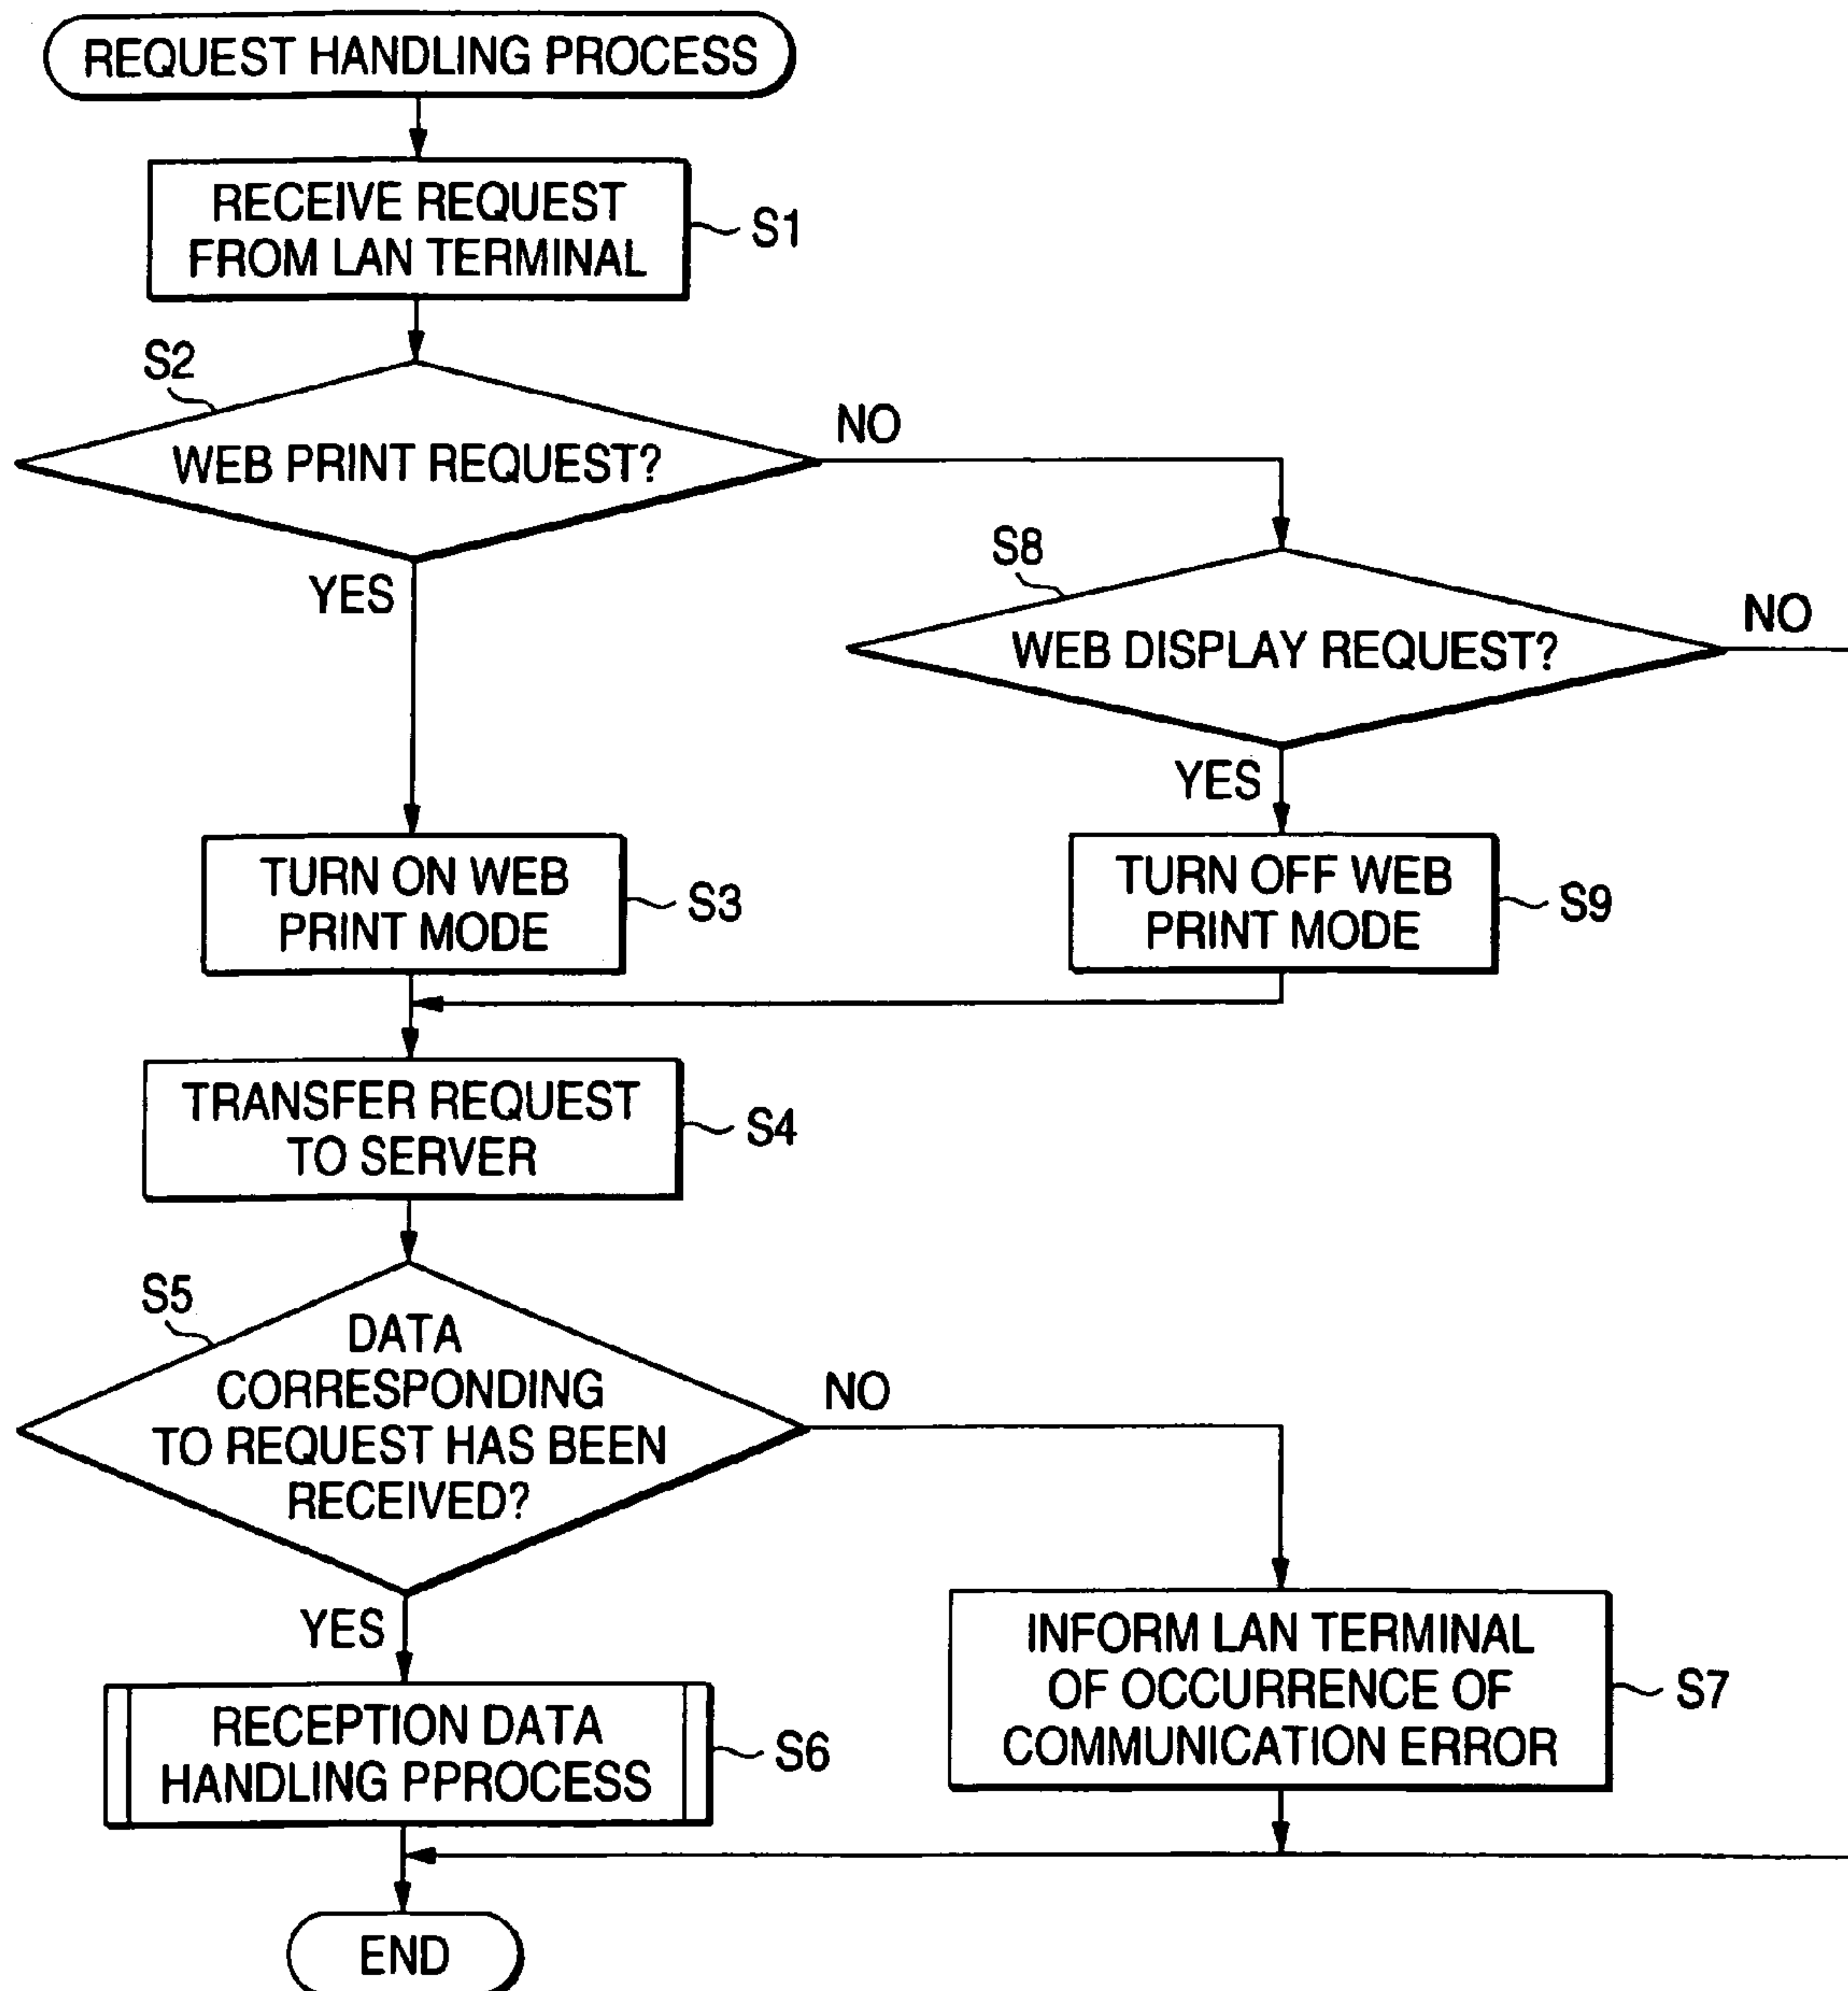 REQUEST HANDLING PROCESS
RECEIVE REQUEST
FROM LAN TERMINAL
S1
S2
WEB PRINT REQUEST?
NO
YES
S8
WEB DISPLAY REQUEST?
NO
YES
TURN ON WEB
PRINT MODE
S3
TURN OFF WEB
PRINT MODE
S9
TRANSFER REQUEST
TO SERVER
S4
S5
DATA
CORRESPONDING
TO REQUEST HAS BEEN
RECEIVED?
NO
YES
INFORM LAN TERMINAL
OF OCCURRENCE OF
COMMUNICATION ERROR
S7
RECEPTION DATA
HANDLING PPROCESS
S6
END